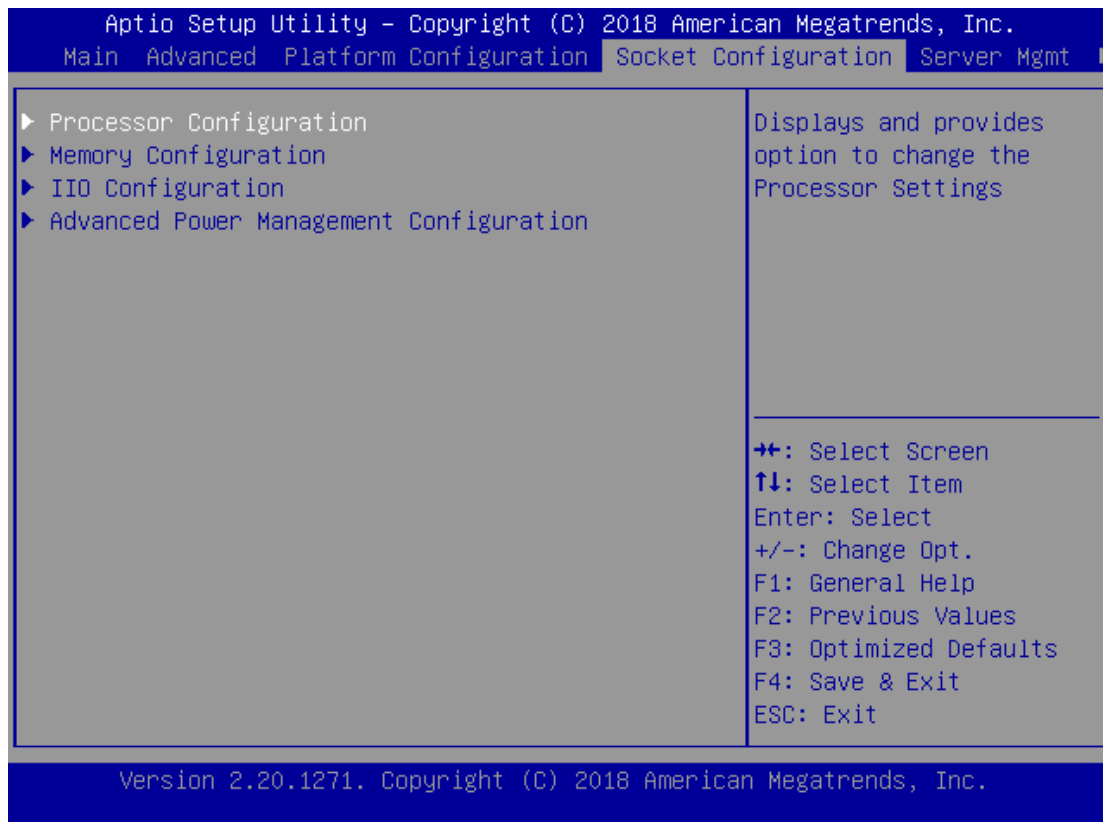 Aptio Setup Utility – Copyright (C) 2018 American Megatrends, Inc.
Main Advanced Platform Configuration Socket Configuration Server Mgmt
▶ Processor Configuration
▶ Memory Configuration
▶ IIO Configuration
▶ Advanced Power Management Configuration
Displays and provides
option to change the
Processor Settings
→←: Select Screen
↑↓: Select Item
Enter: Select
+/-: Change Opt.
F1: General Help
F2: Previous Values
F3: Optimized Defaults
F4: Save & Exit
ESC: Exit
Version 2.20.1271. Copyright (C) 2018 American Megatrends, Inc.